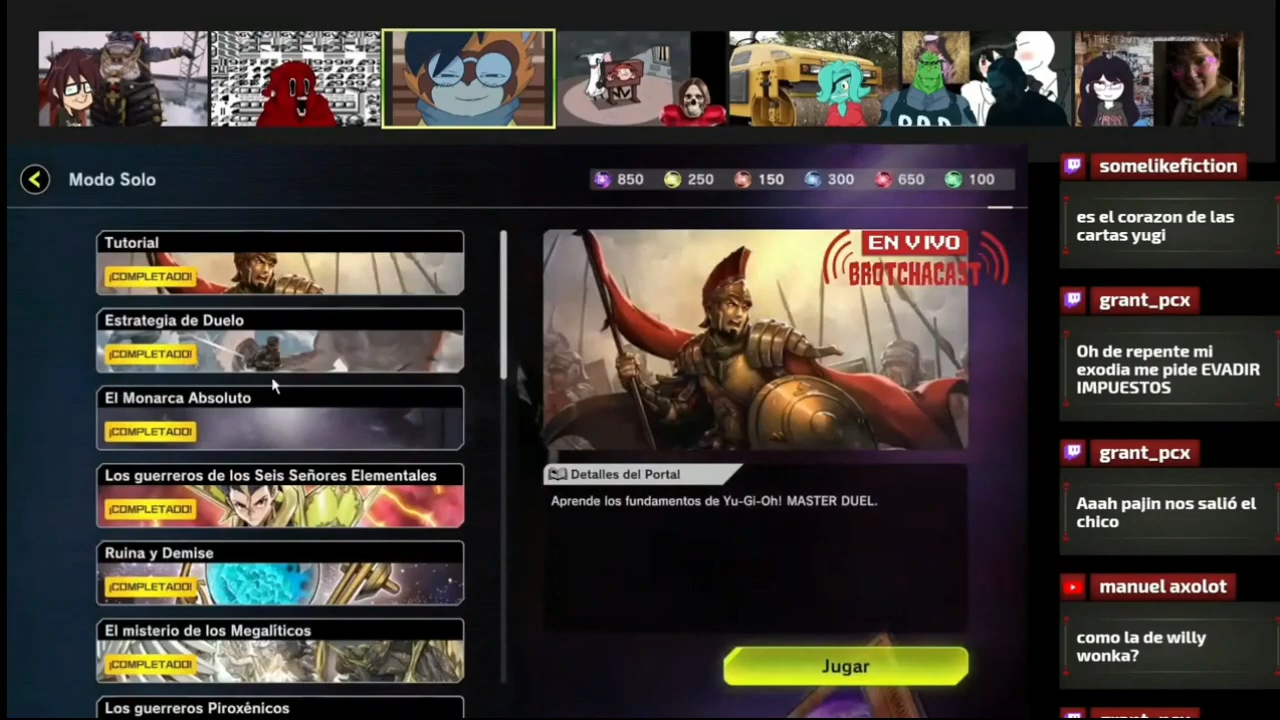 Modo Solo
850
250
150
300
650
100
Tutorial
¡COMPLETADO!
Estrategia de Duelo
¡COMPLETADO!
El Monarca Absoluto
¡COMPLETADO!
Los guerreros de los Seis Señores Elementales
¡COMPLETADO!
Ruina y Demise
¡COMPLETADO!
El misterio de los Megalíticos
¡COMPLETADO!
Los guerreros Piroxénicos
EN VIVO
BROTCHACAST
Detalles del Portal
Aprende los fundamentos de Yu-Gi-Oh! MASTER DUEL.
Jugar
somelikefiction
es el corazon de las
cartas yugi
grant_pcx
Oh de repente mi
exodia me pide EVADIR
IMPUESTOS
grant_pcx
Aaah pajin nos salió el
chico
manuel axolot
como la de willy
wonka?